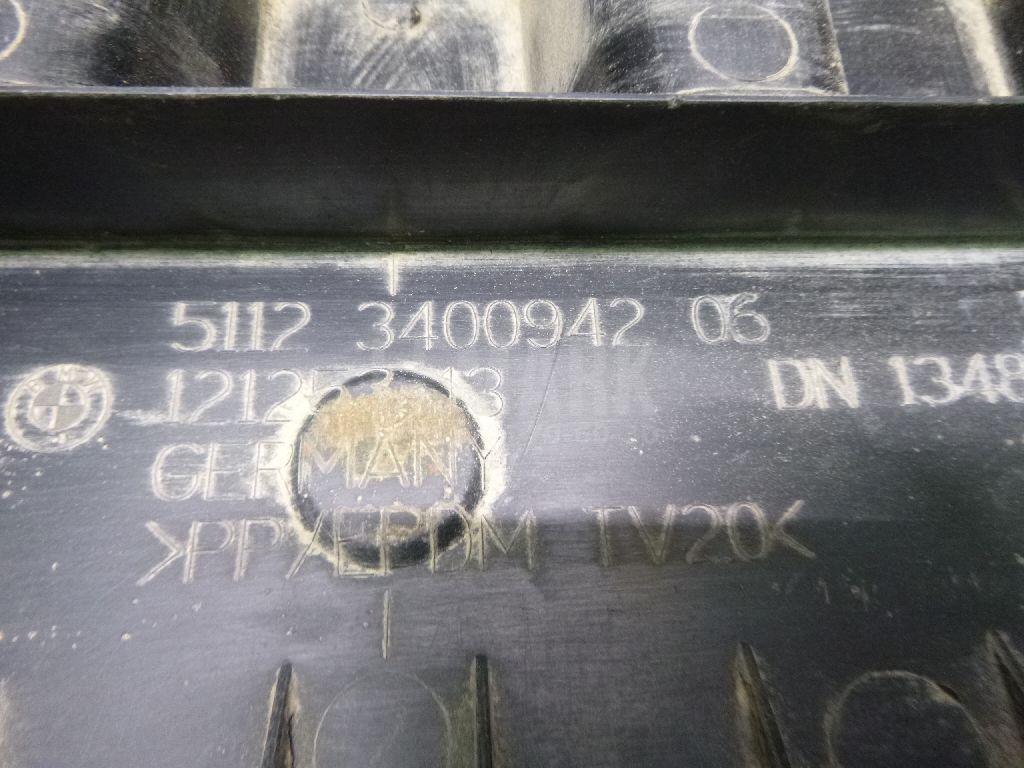 5112 3400942 06
DN 1348
GERMANY
>PP/EPDM TV20<